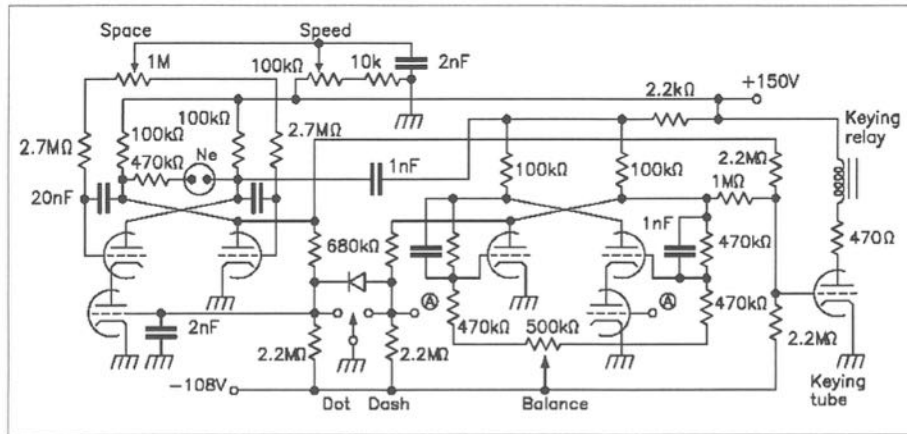 Space
Speed
1M
100kΩ
10k
2nF
2.2kΩ
+150V
Keying
relay
2.7MΩ
100kΩ
100kΩ
2.7MΩ
470kΩ
Ne
1nF
100kΩ
100kΩ
2.2MΩ
1MΩ
20nF
680kΩ
1nF
470kΩ
470Ω
A
A
2nF
470kΩ
500kΩ
470kΩ
2.2MΩ
2.2MΩ
2.2MΩ
-108V
Dot
Dash
Balance
Keying
tube